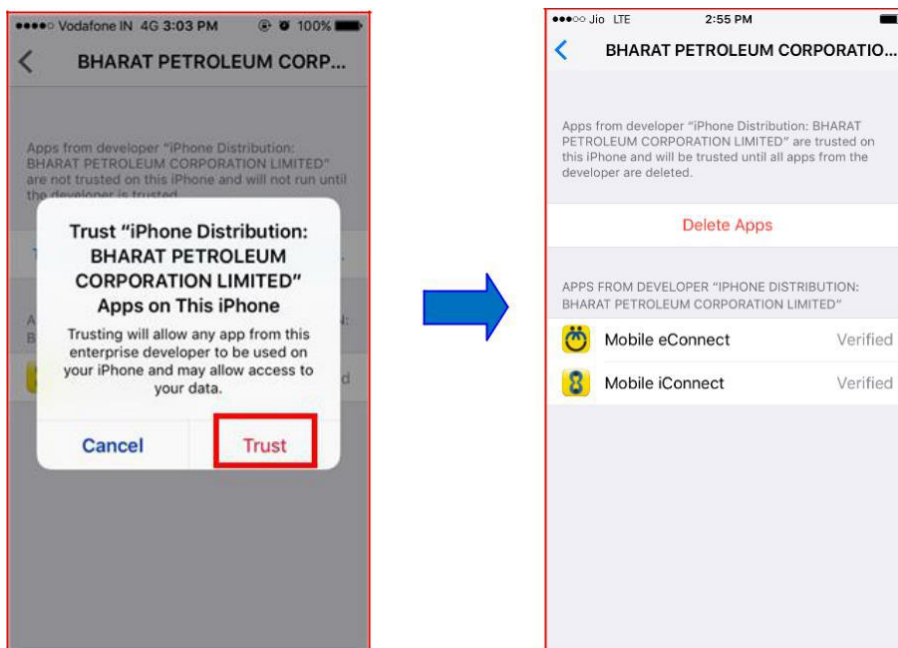 Vodafone IN 4G 3:03 PM 100%
BHARAT PETROLEUM CORP...
Apps from developer “iPhone Distribution:
BHARAT PETROLEUM CORPORATION LIMITED”
are not trusted on this iPhone and will not run until
the developer is trusted.
Trust “iPhone Distribution:
BHARAT PETROLEUM
CORPORATION LIMITED”
Apps on This iPhone
Trusting will allow any app from this
enterprise developer to be used on
your iPhone and may allow access to
your data.
Cancel Trust
Jio LTE 2:55 PM
BHARAT PETROLEUM CORPORATIO...
Apps from developer “iPhone Distribution: BHARAT
PETROLEUM CORPORATION LIMITED” are trusted on
this iPhone and will be trusted until all apps from the
developer are deleted.
Delete Apps
APPS FROM DEVELOPER “IPHONE DISTRIBUTION:
BHARAT PETROLEUM CORPORATION LIMITED”
Mobile eConnect Verified
Mobile iConnect Verified